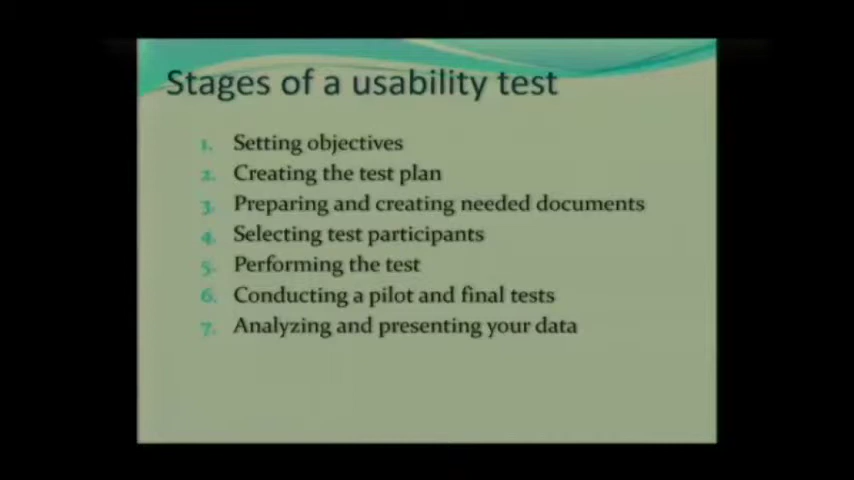 Stages of a usability test
1. Setting objectives
2. Creating the test plan
3. Preparing and creating needed documents
4. Selecting test participants
5. Performing the test
6. Conducting a pilot and final tests
7. Analyzing and presenting your data